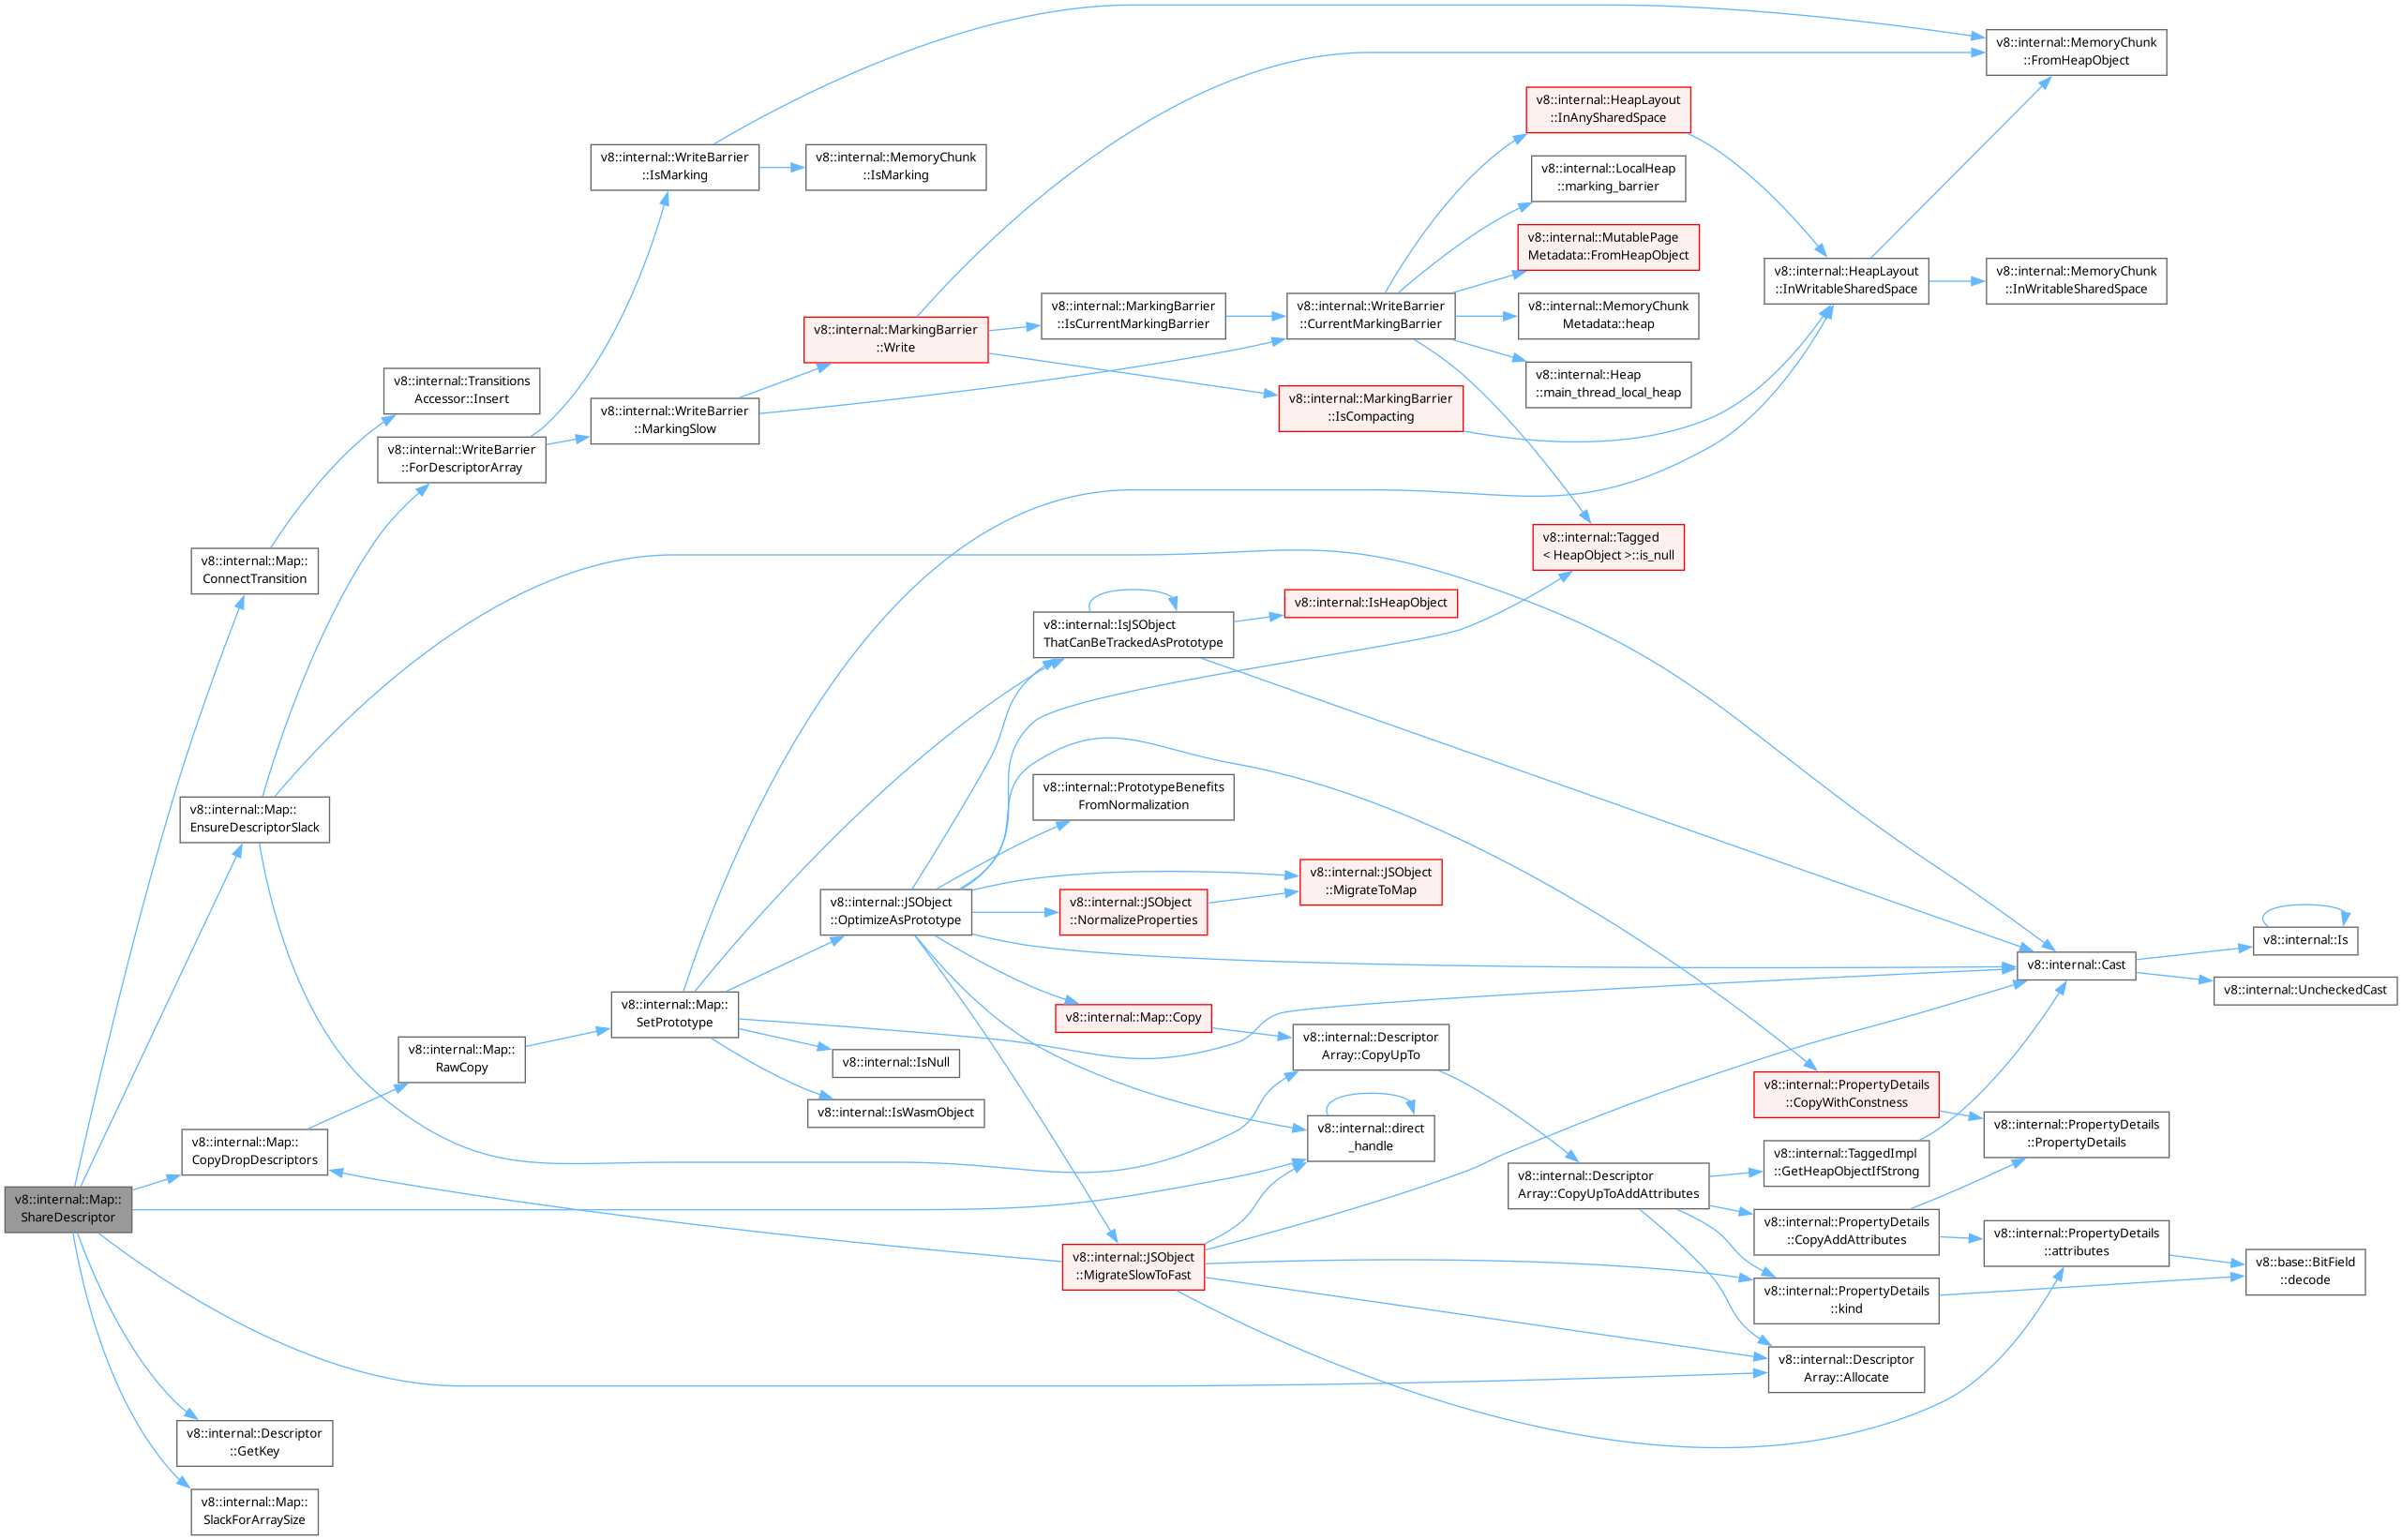 v8::internal::MemoryChunk
::FromHeapObject
v8::internal::HeapLayout
::InAnySharedSpace
v8::internal::WriteBarrier
::IsMarking
v8::internal::MemoryChunk
::IsMarking
v8::internal::LocalHeap
::marking_barrier
v8::internal::MutablePage
Metadata::FromHeapObject
v8::internal::HeapLayout
::InWritableSharedSpace
v8::internal::MemoryChunk
::InWritableSharedSpace
v8::internal::MarkingBarrier
::Write
v8::internal::MarkingBarrier
::IsCurrentMarkingBarrier
v8::internal::WriteBarrier
::CurrentMarkingBarrier
v8::internal::MemoryChunk
Metadata::heap
v8::internal::Transitions
Accessor::Insert
v8::internal::Heap
::main_thread_local_heap
v8::internal::WriteBarrier
::MarkingSlow
v8::internal::MarkingBarrier
::IsCompacting
v8::internal::WriteBarrier
::ForDescriptorArray
v8::internal::Tagged
< HeapObject >::is_null
v8::internal::Map::
ConnectTransition
v8::internal::IsJSObject
ThatCanBeTrackedAsPrototype
v8::internal::IsHeapObject
v8::internal::Map::
EnsureDescriptorSlack
v8::internal::PrototypeBenefits
FromNormalization
v8::internal::JSObject
::MigrateToMap
v8::internal::JSObject
::OptimizeAsPrototype
v8::internal::JSObject
::NormalizeProperties
v8::internal::Is
v8::internal::Cast
v8::internal::UncheckedCast
v8::internal::Map::
SetPrototype
v8::internal::Map::Copy
v8::internal::Map::
RawCopy
v8::internal::IsNull
v8::internal::Descriptor
Array::CopyUpTo
v8::internal::PropertyDetails
::CopyWithConstness
v8::internal::IsWasmObject
v8::internal::Map::
CopyDropDescriptors
v8::internal::direct
_handle
v8::internal::PropertyDetails
::PropertyDetails
v8::internal::TaggedImpl
::GetHeapObjectIfStrong
v8::internal::Map::
ShareDescriptor
v8::internal::Descriptor
Array::CopyUpToAddAttributes
v8::internal::PropertyDetails
::CopyAddAttributes
v8::internal::PropertyDetails
::attributes
v8::internal::JSObject
::MigrateSlowToFast
v8::base::BitField
::decode
v8::internal::PropertyDetails
::kind
v8::internal::Descriptor
Array::Allocate
v8::internal::Descriptor
::GetKey
v8::internal::Map::
SlackForArraySize